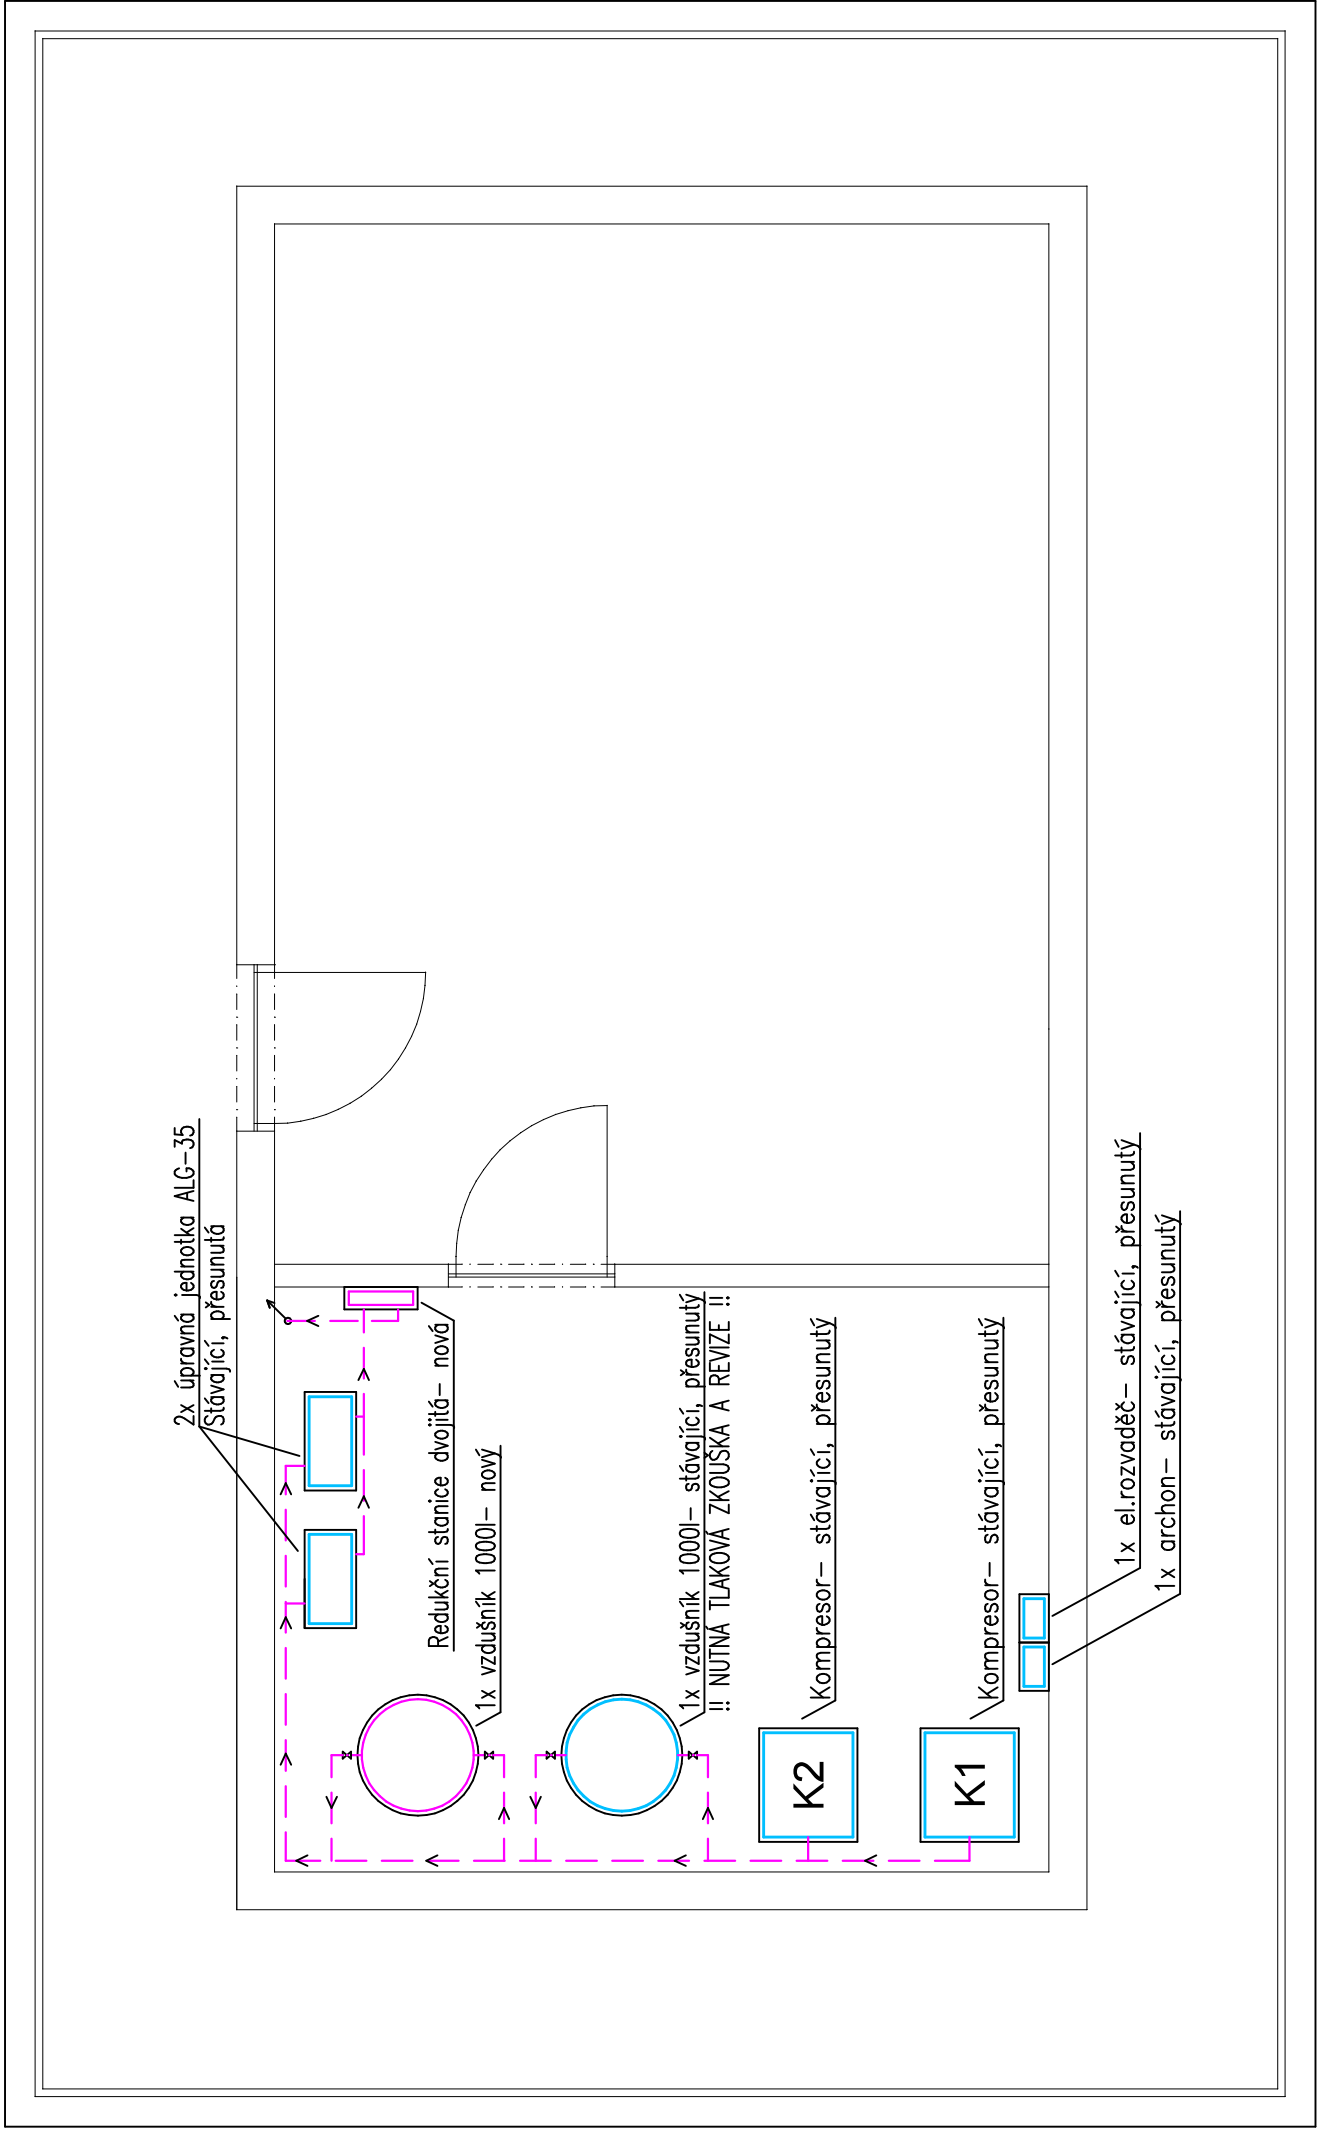 2x úpravná jednotka ALG-35
Stávající, přesunutá
Redukční stanice dvojitá- nová
1x vzdušník 1000l- nový
1x vzdušník 1000l- stávající, přesunutý
!! NUTNÁ TLAKOVÁ ZKOUŠKA A REVIZE !!
K2
Kompresor- stávající, přesunutý
K1
Kompresor- stávající, přesunutý
1x el.rozvaděč- stávající, přesunutý
1x archon- stávající, přesunutý